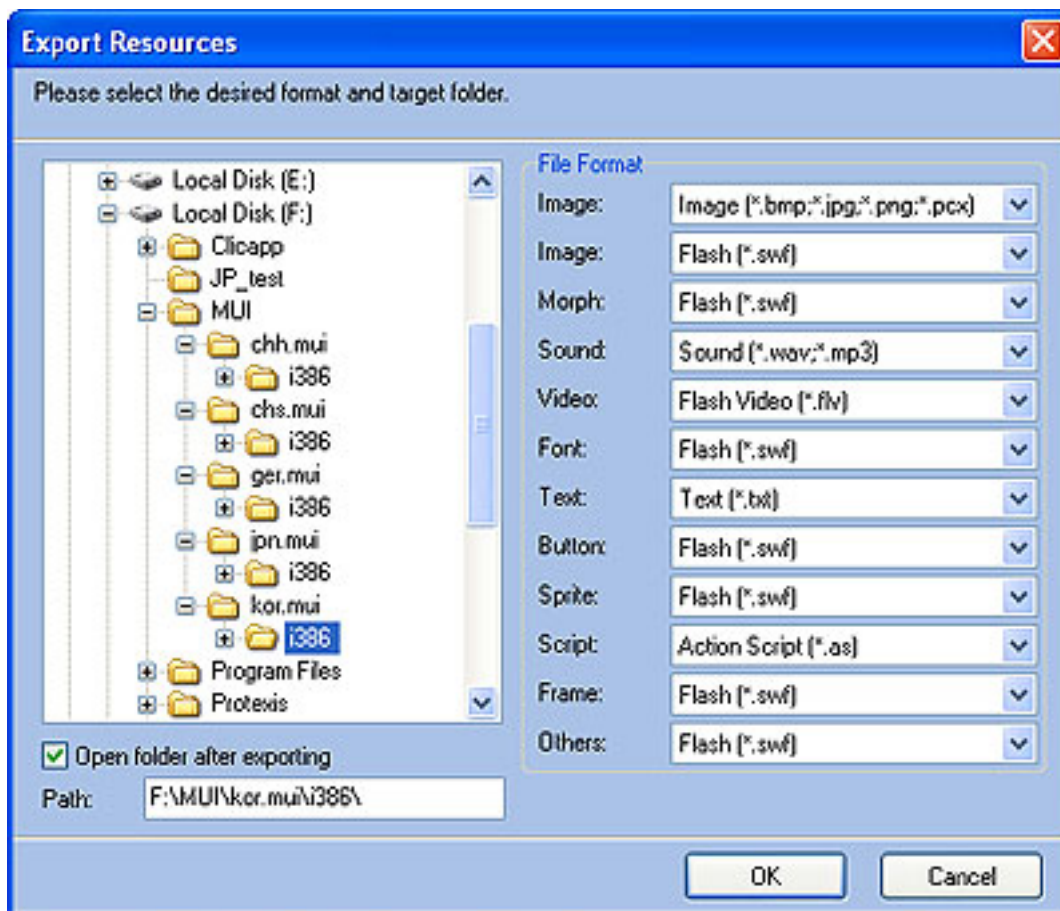 Export Resources
Please select the desired format and target folder.
Local Disk (E:)
Local Disk (F:)
Clicapp
JP_test
MUI
chh.mui
i386
chs.mui
i386
ger.mui
i386
jpn.mui
i386
kor.mui
i386
Program Files
Protexis
Open folder after exporting
Path: F:\MUI\kor.mui\i386\
File Format
Image: Image (*.bmp;*.jpg;*.png;*.pcx)
Image: Flash (*.swf)
Morph: Flash (*.swf)
Sound: Sound (*.wav;*.mp3)
Video: Flash Video (*.flv)
Font: Flash (*.swf)
Text: Text (*.txt)
Button: Flash (*.swf)
Sprite: Flash (*.swf)
Script: Action Script (*.as)
Frame: Flash (*.swf)
Others: Flash (*.swf)
OK Cancel